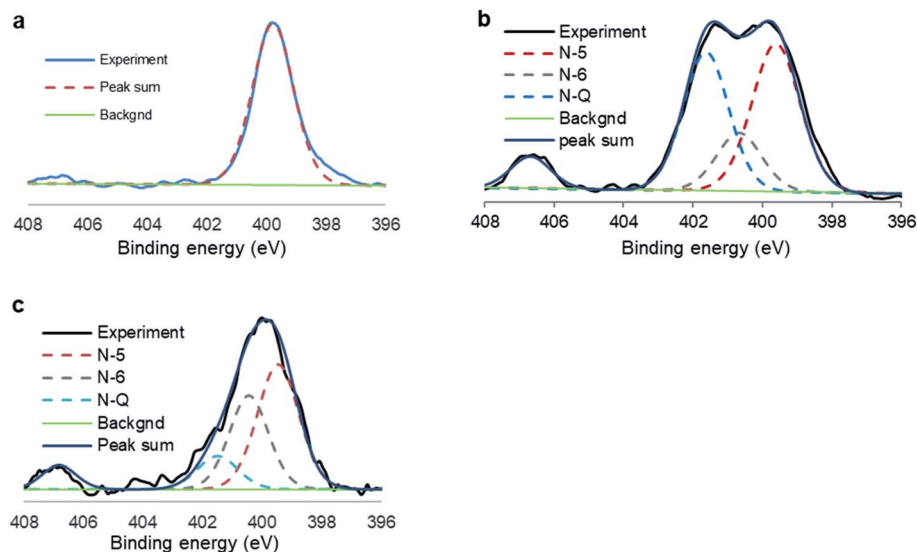 a
Experiment
Peak sum
Backgnd
408 406 404 402 400 398 396
Binding energy (eV)
b
Experiment
N-5
N-6
N-Q
Backgnd
peak sum
408 406 404 402 400 398 396
Binding energy (eV)
c
Experiment
N-5
N-6
N-Q
Backgnd
Peak sum
408 406 404 402 400 398 396
Binding energy (eV)